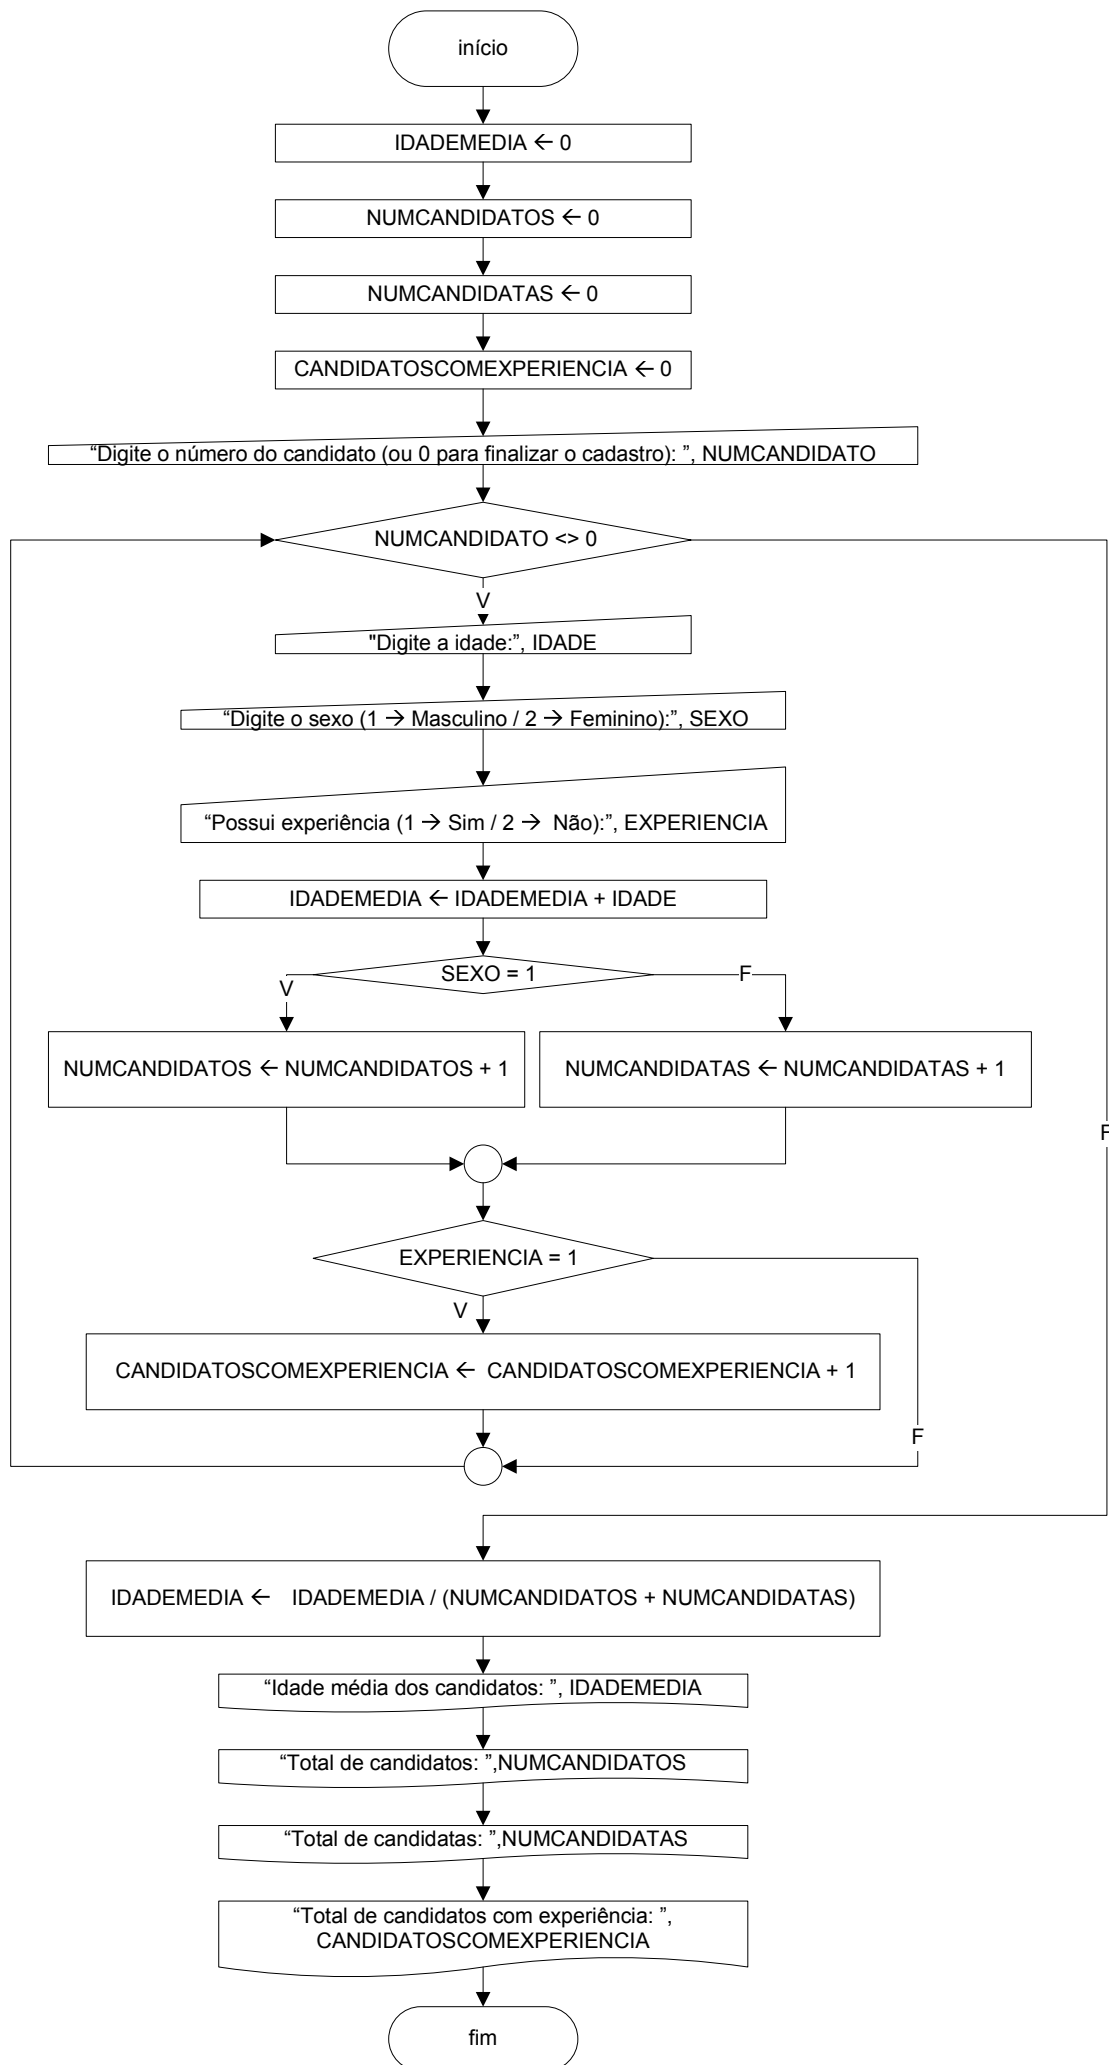 início
IDADEMEDIA ← 0
NUMCANDIDATOS ← 0
NUMCANDIDATAS ← 0
CANDIDATOSCOMEXPERIENCIA ← 0
“Digite o número do candidato (ou 0 para finalizar o cadastro): ”, NUMCANDIDATO
NUMCANDIDATO <> 0
V
"Digite a idade:”, IDADE
“Digite o sexo (1 → Masculino / 2 → Feminino):”, SEXO
“Possui experiência (1 → Sim / 2 → Não):”, EXPERIENCIA
IDADEMEDIA ← IDADEMEDIA + IDADE
SEXO = 1
V
F
NUMCANDIDATOS ← NUMCANDIDATOS + 1
NUMCANDIDATAS ← NUMCANDIDATAS + 1
F
EXPERIENCIA = 1
V
CANDIDATOSCOMEXPERIENCIA ← CANDIDATOSCOMEXPERIENCIA + 1
F
IDADEMEDIA ← IDADEMEDIA / (NUMCANDIDATOS + NUMCANDIDATAS)
“Idade média dos candidatos: ”, IDADEMEDIA
“Total de candidatos: ”,NUMCANDIDATOS
“Total de candidatas: ”,NUMCANDIDATAS
“Total de candidatos com experiência: ”,
CANDIDATOSCOMEXPERIENCIA
fim